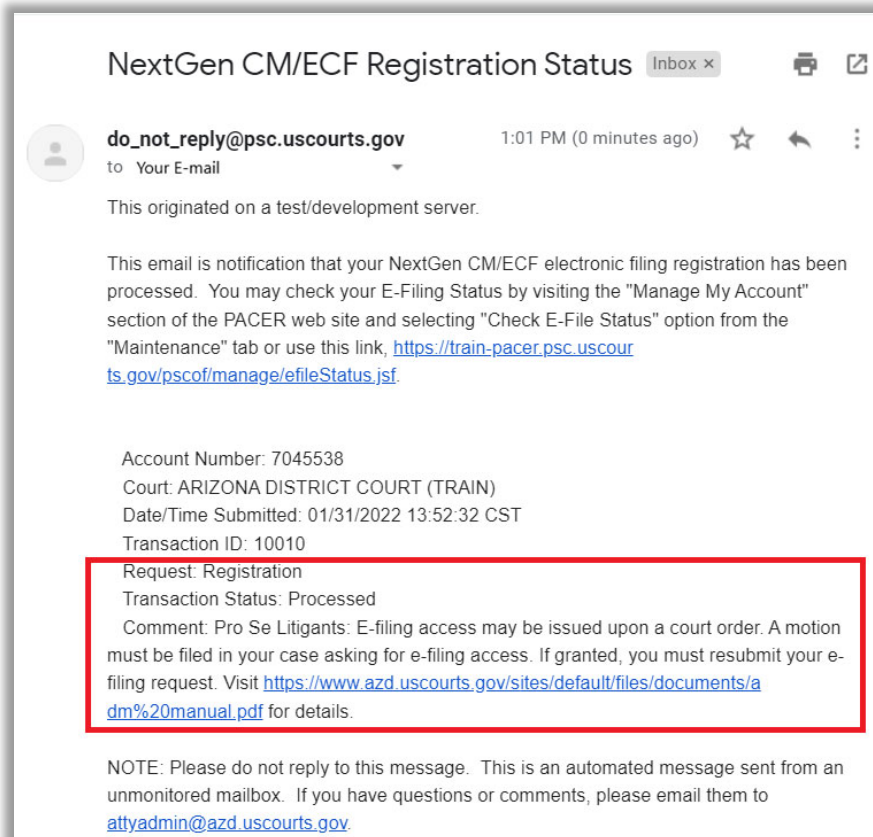 NextGen CM/ECF Registration Status Inbox ×
do_not_reply@psc.uscourts.gov 1:01 PM (0 minutes ago)
to Your E-mail
This originated on a test/development server.
This email is notification that your NextGen CM/ECF electronic filing registration has been
processed. You may check your E-Filing Status by visiting the "Manage My Account"
section of the PACER web site and selecting "Check E-File Status" option from the
"Maintenance" tab or use this link, https://train-pacer.psc.uscour
ts.gov/pscof/manage/efileStatus.jsf.
Account Number: 7045538
Court: ARIZONA DISTRICT COURT (TRAIN)
Date/Time Submitted: 01/31/2022 13:52:32 CST
Transaction ID: 10010
Request: Registration
Transaction Status: Processed
Comment: Pro Se Litigants: E-filing access may be issued upon a court order. A motion
must be filed in your case asking for e-filing access. If granted, you must resubmit your e-
filing request. Visit https://www.azd.uscourts.gov/sites/default/files/documents/a
dm%20manual.pdf for details.
NOTE: Please do not reply to this message. This is an automated message sent from an
unmonitored mailbox. If you have questions or comments, please email them to
attyadmin@azd.uscourts.gov.